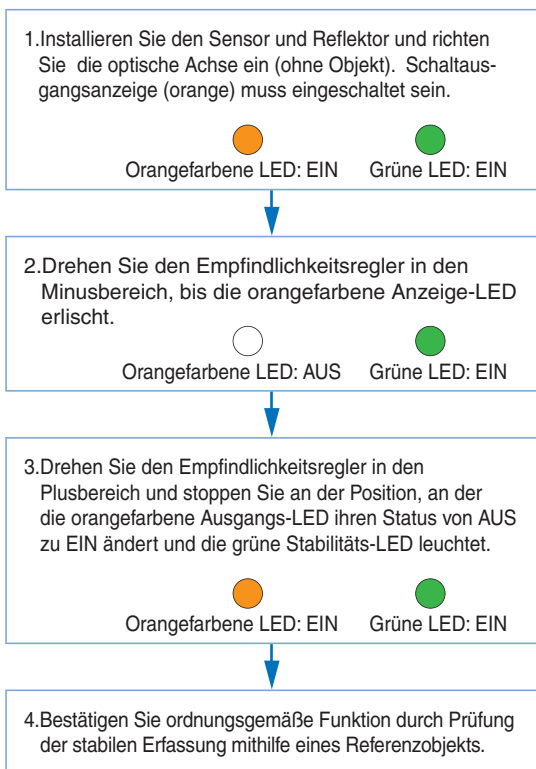 1.Installieren Sie den Sensor und Reflektor und richten
Sie die optische Achse ein (ohne Objekt). Schaltaus-
gangsanzeige (orange) muss eingeschaltet sein.
Orangefarbene LED: EIN Grüne LED: EIN
2.Drehen Sie den Empfindlichkeitsregler in den
Minusbereich, bis die orangefarbene Anzeige-LED
erlischt.
Orangefarbene LED: AUS Grüne LED: EIN
3.Drehen Sie den Empfindlichkeitsregler in den
Plusbereich und stoppen Sie an der Position, an der
die orangefarbene Ausgangs-LED ihren Status von AUS
zu EIN ändert und die grüne Stabilitäts-LED leuchtet.
Orangefarbene LED: EIN Grüne LED: EIN
4.Bestätigen Sie ordnungsgemäße Funktion durch Prüfung
der stabilen Erfassung mithilfe eines Referenzobjekts.